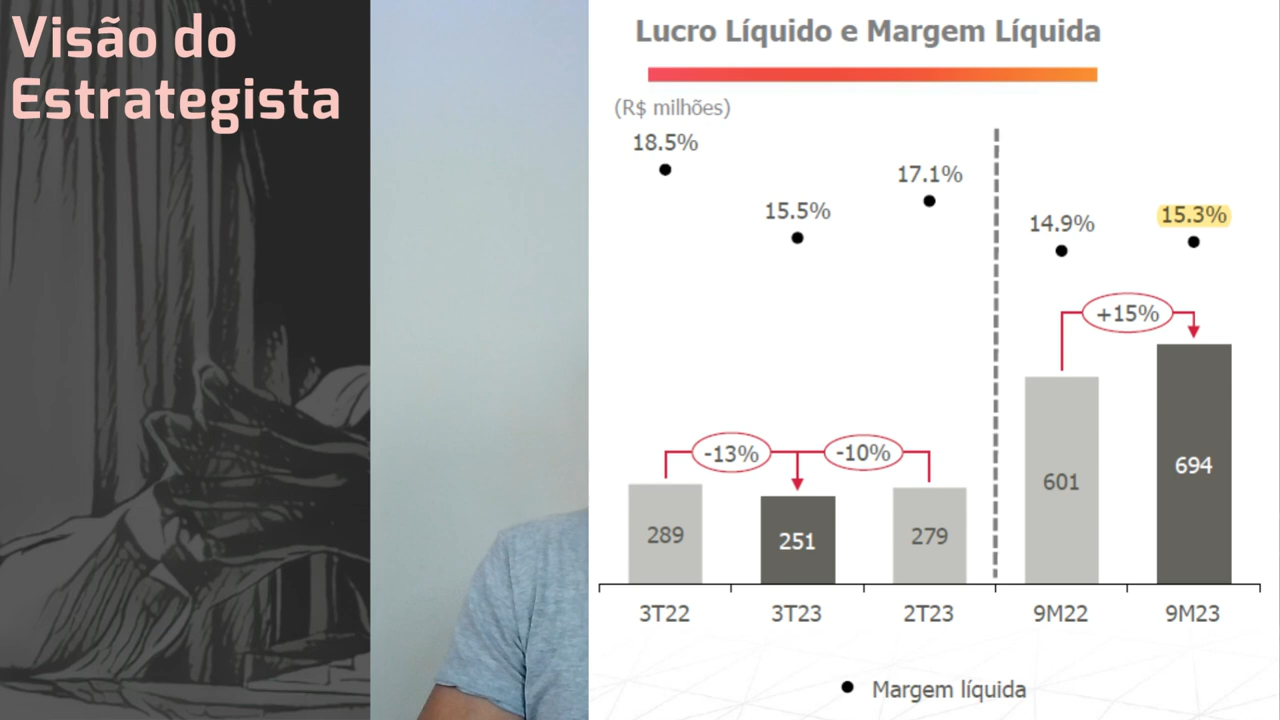 Visão do
Estrategista
Lucro Líquido e Margem Líquida
(R$ milhões)
18.5%
15.5%
17.1%
14.9%
15.3%
+15%
-13%
-10%
289
251
279
601
694
3T22
3T23
2T23
9M22
9M23
Margem líquida